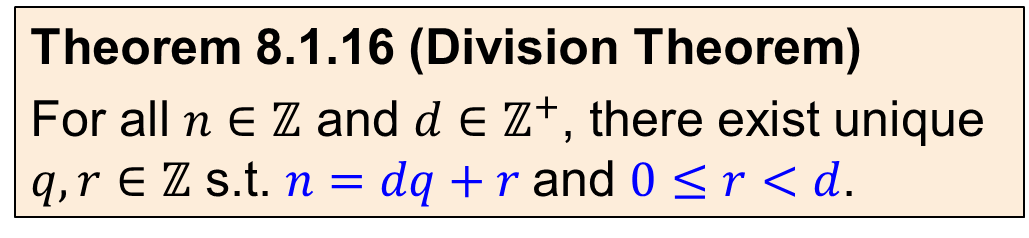 Theorem 8.1.16 (Division Theorem)
For all 𝑛 ∈ ℤ and 𝑑 ∈ ℤ⁺, there exist unique
𝑞, 𝑟 ∈ ℤ s.t. 𝑛 = 𝑑𝑞 + 𝑟 and 0 ≤ 𝑟 < 𝑑.